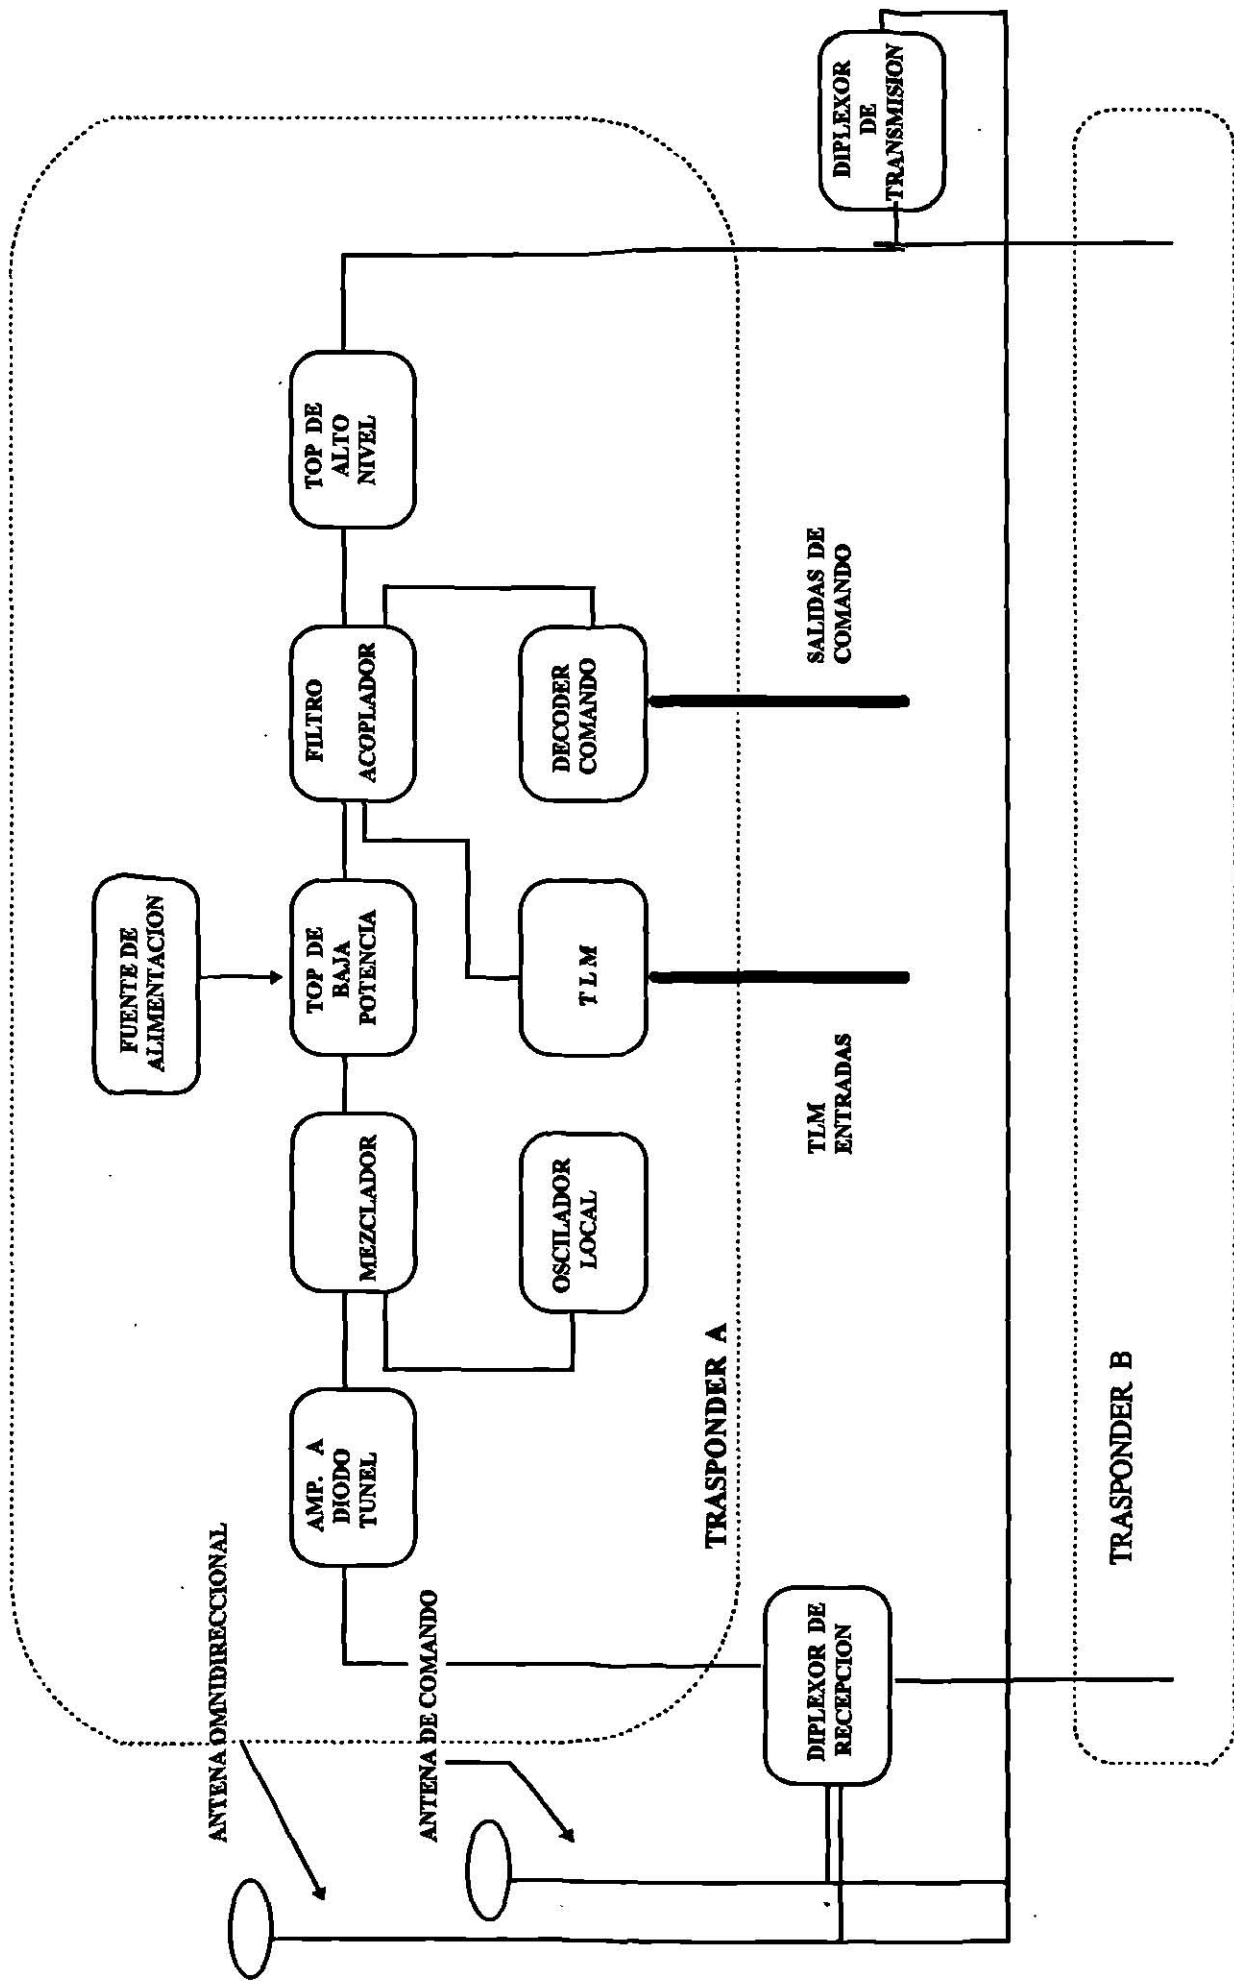 ANTENA OMNIDIRECCIONAL
ANTENA DE COMANDO
FUENTE DE
ALIMENTACION
AMP. A
DIODO
TUNEL
MEZCLADOR
TOP DE
BAJA
POTENCIA
FILTRO
ACOPLADOR
TOP DE
ALTO
NIVEL
OSCILADOR
LOCAL
T L M
DECODER
COMANDO
TRASPONDER A
DIPLEXOR DE
RECEPCION
TLM
ENTRADAS
SALIDAS DE
COMANDO
DIPLEXOR
DE
TRANSMISION
TRASPONDER B